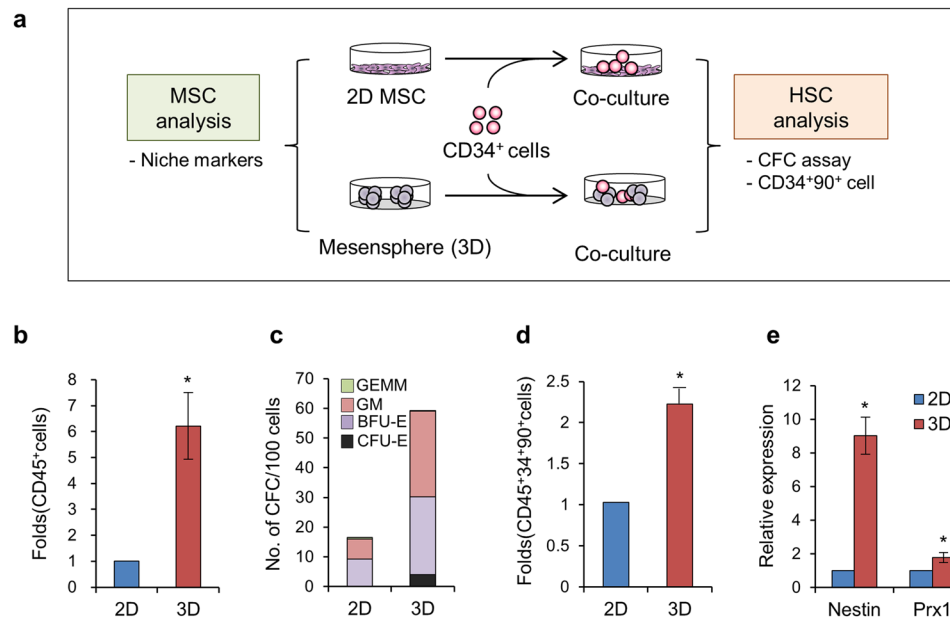 a
MSC
analysis
- Niche markers
2D MSC
CD34⁺ cells
Mesensphere (3D)
Co-culture
Co-culture
HSC
analysis
- CFC assay
- CD34⁺90⁺ cell
b
Folds(CD45⁺cells)
8
7
6
5
4
3
2
1
0
*
2D
3D
c
No. of CFC/100 cells
70
60
50
40
30
20
10
0
GEMM
GM
BFU-E
CFU-E
2D
3D
d
Folds(CD45⁺34⁺90⁺cells)
2.5
2
1.5
1
0.5
0
*
2D
3D
e
Relative expression
12
10
8
6
4
2
0
*
*
2D
3D
Nestin
Prx1